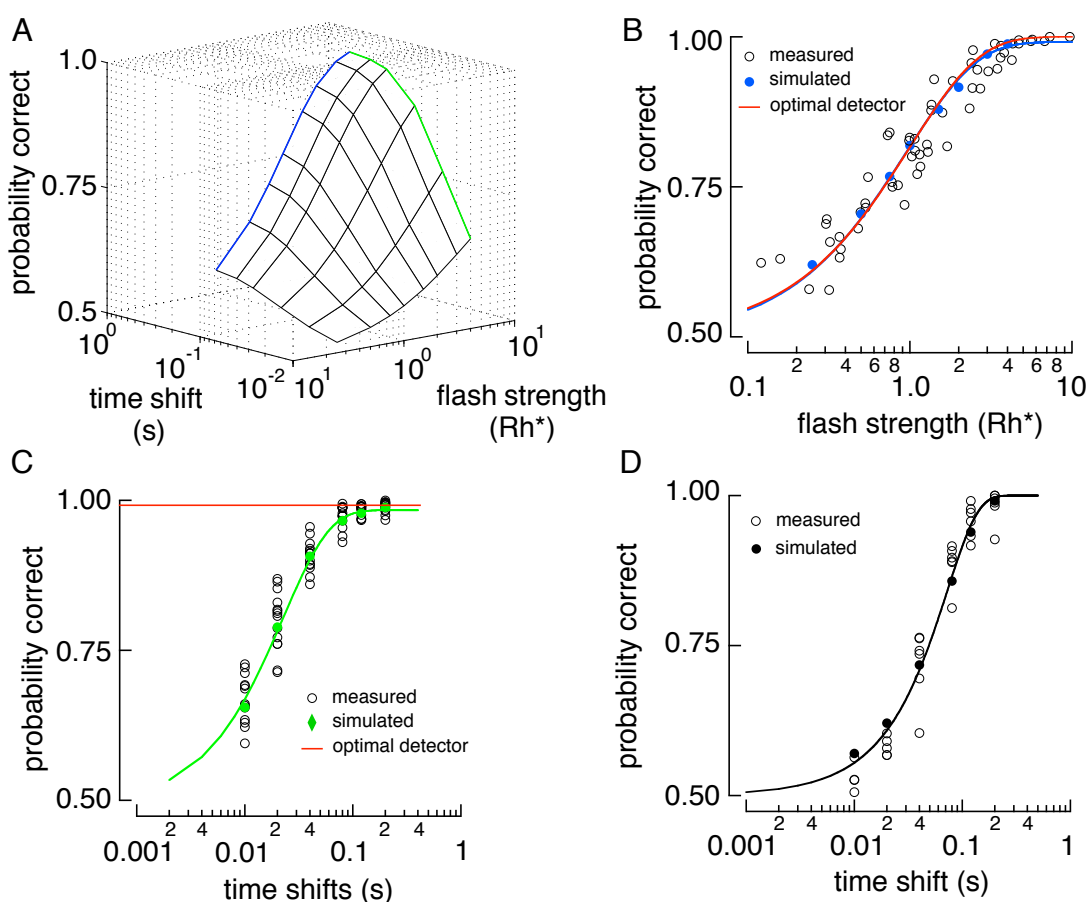 A
1.0
0.75
0.5
probability correct
10^0
10^-1
10^-2
time shift
(s)
10^1
10^0
10^1
flash strength
(Rh*)
B
1.00
0.75
0.50
probability correct
measured
simulated
optimal detector
2 4 6 8 2 4 6 8
0.1 1.0 10
flash strength (Rh*)
C
1.00
0.75
0.50
probability correct
measured
simulated
optimal detector
2 4 2 4 2 4
0.001 0.01 0.1 1
time shifts (s)
D
1.00
0.75
0.50
probability correct
measured
simulated
2 4 2 4 2 4
0.001 0.01 0.1 1
time shift (s)